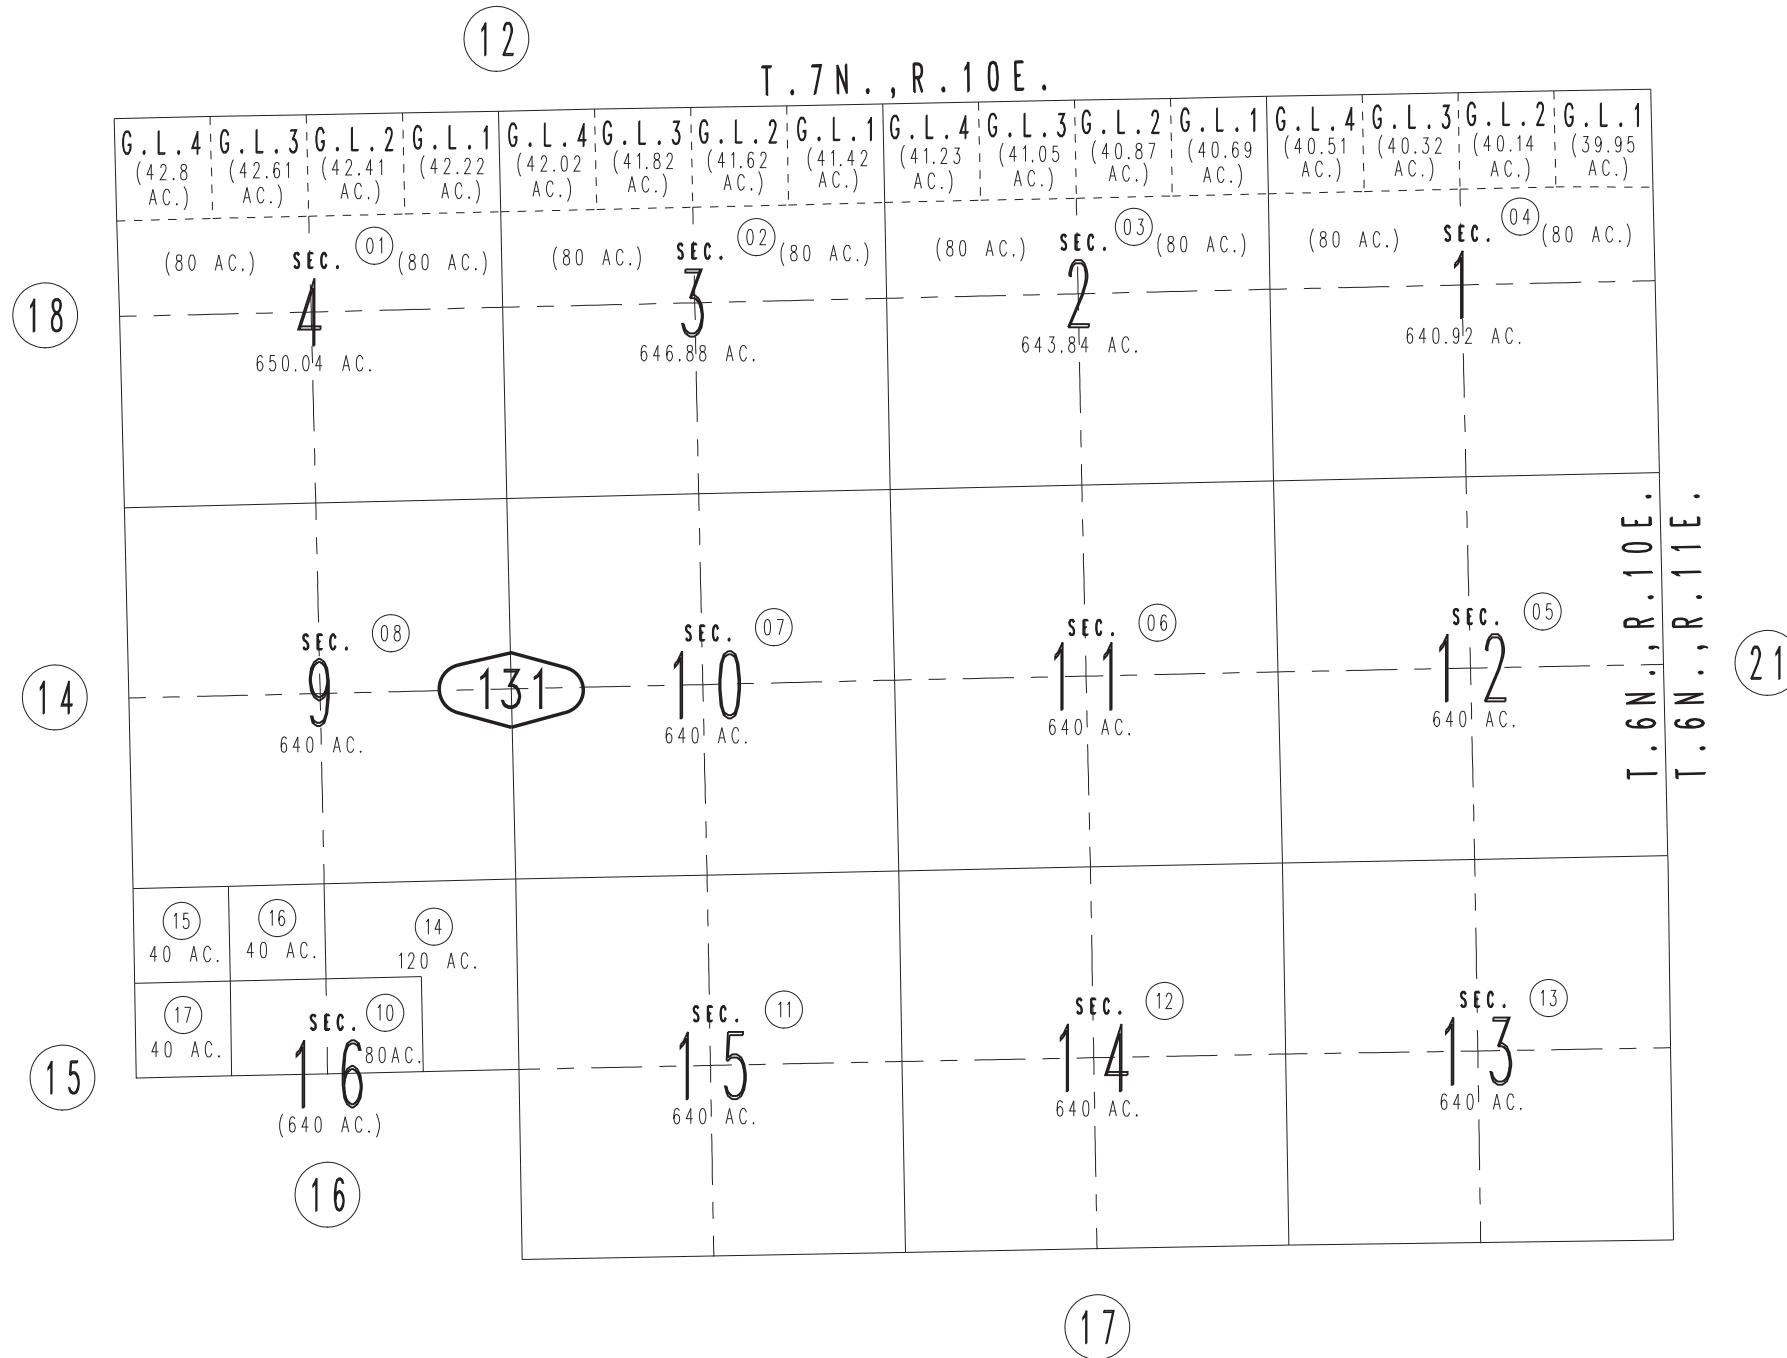 12
T.7N.,R.10E.
G.L.4 G.L.3 G.L.2 G.L.1 G.L.4 G.L.3 G.L.2 G.L.1 G.L.4 G.L.3 G.L.2 G.L.1 G.L.4 G.L.3 G.L.2 G.L.1
(42.8 (42.61 (42.41 (42.22 (42.02 (41.82 (41.62 (41.42 (41.23 (41.05 (40.87 (40.69 (40.51 (40.32 (40.14 (39.95
AC.) AC.) AC.) AC.) AC.) AC.) AC.) AC.) AC.) AC.) AC.) AC.) AC.) AC.) AC.) AC.)
(80 AC.) SEC. 01 (80 AC.) (80 AC.) SEC. 02 (80 AC.) (80 AC.) SEC. 03 (80 AC.) (80 AC.) SEC. 04 (80 AC.)
18 4 3 2 1
650.04 AC. 646.88 AC. 643.84 AC. 640.92 AC.
T.6N.,R.10E.
T.6N.,R.11E.
SEC. 08 SEC. 07 SEC. 06 SEC. 05
14 9 131 10 11 12 21
640 AC. 640 AC. 640 AC. 640 AC.
15 16 14
40 AC. 40 AC. 120 AC.
17 SEC. 10 SEC. 11 SEC. 12 SEC. 13
40 AC. 80AC.
15 16 15 14 13
(640 AC.) 640 AC. 640 AC. 640 AC.
16
17